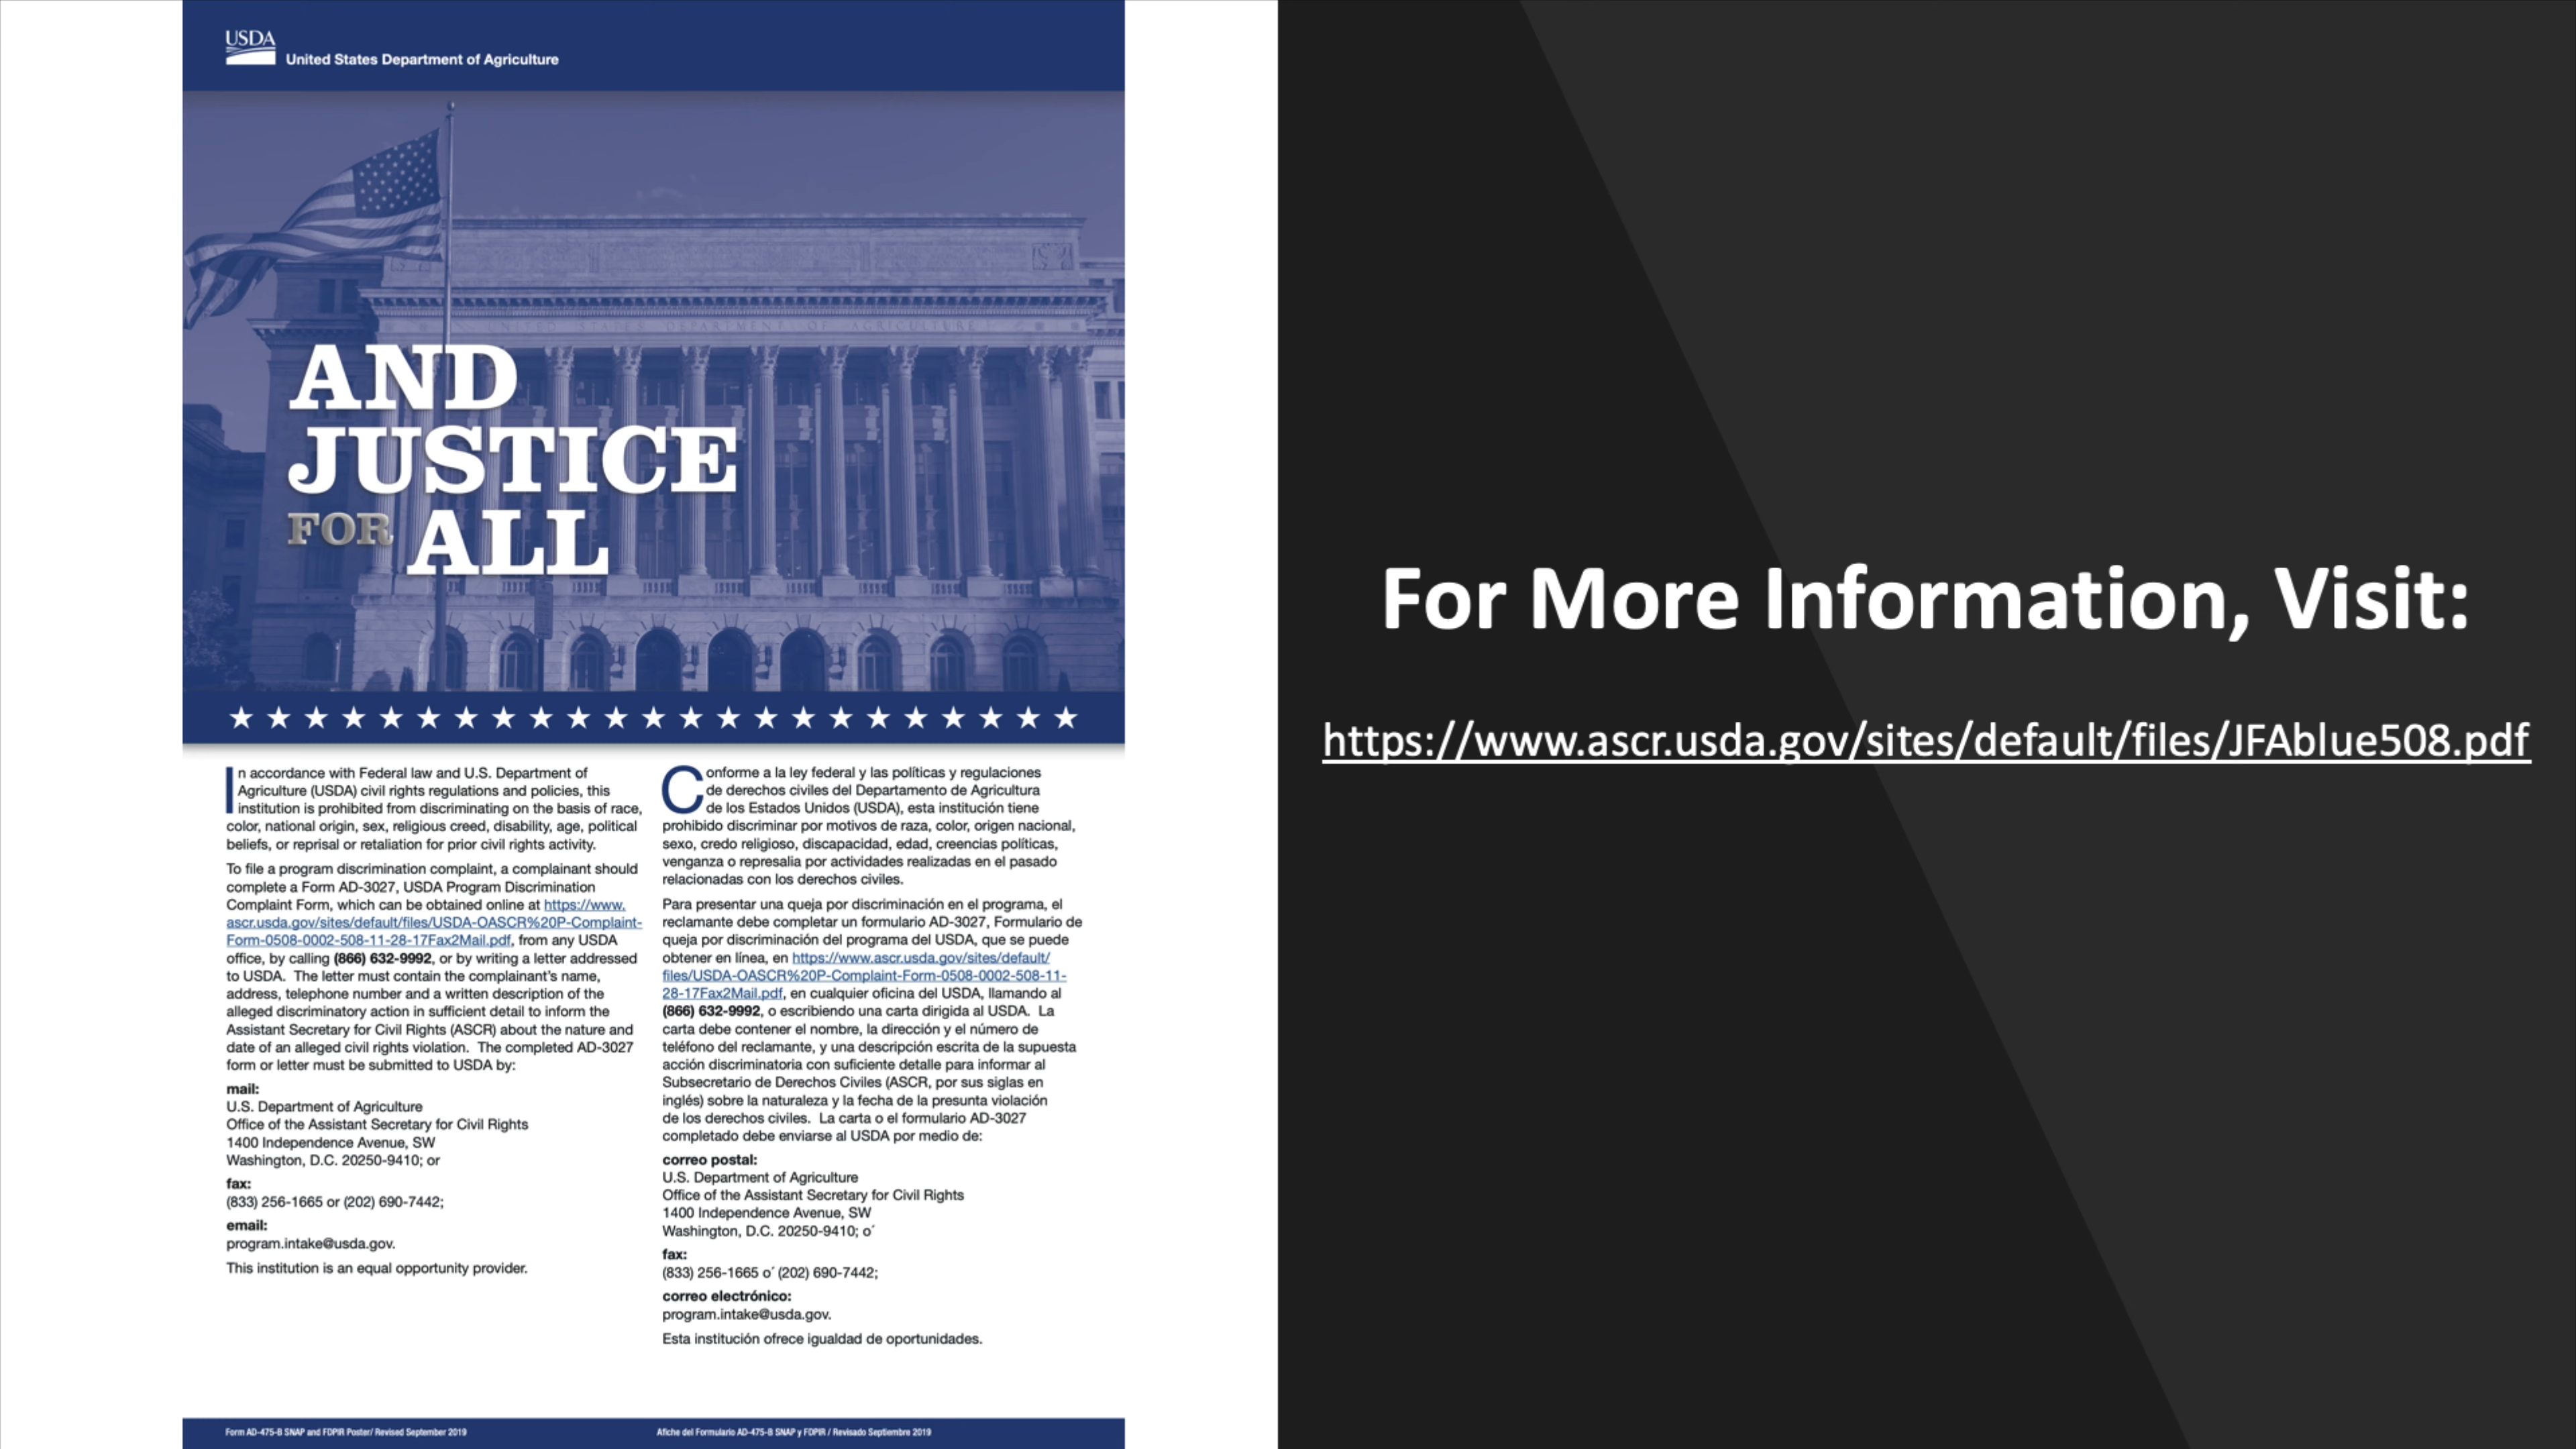 USDA
United States Department of Agriculture
UNITED STATES DEPARTMENT OF AGRICULTURE
AND
JUSTICE
FOR ALL
In accordance with Federal law and U.S. Department of
Agriculture (USDA) civil rights regulations and policies, this
institution is prohibited from discriminating on the basis of race,
color, national origin, sex, religious creed, disability, age, political
beliefs, or reprisal or retaliation for prior civil rights activity.
To file a program discrimination complaint, a complainant should
complete a Form AD-3027, USDA Program Discrimination
Complaint Form, which can be obtained online at https://www.
ascr.usda.gov/sites/default/files/USDA-OASCR%20P-Complaint-
Form-0508-0002-508-11-28-17Fax2Mail.pdf, from any USDA
office, by calling (866) 632-9992, or by writing a letter addressed
to USDA. The letter must contain the complainant's name,
address, telephone number and a written description of the
alleged discriminatory action in sufficient detail to inform the
Assistant Secretary for Civil Rights (ASCR) about the nature and
date of an alleged civil rights violation. The completed AD-3027
form or letter must be submitted to USDA by:
mail:
U.S. Department of Agriculture
Office of the Assistant Secretary for Civil Rights
1400 Independence Avenue, SW
Washington, D.C. 20250-9410; or
fax:
(833) 256-1665 or (202) 690-7442;
email:
program.intake@usda.gov.
This institution is an equal opportunity provider.
Conforme a la ley federal y las políticas y regulaciones
de derechos civiles del Departamento de Agricultura
de los Estados Unidos (USDA), esta institución tiene
prohibido discriminar por motivos de raza, color, origen nacional,
sexo, credo religioso, discapacidad, edad, creencias políticas,
venganza o represalia por actividades realizadas en el pasado
relacionadas con los derechos civiles.
Para presentar una queja por discriminación en el programa, el
reclamante debe completar un formulario AD-3027, Formulario de
queja por discriminación del programa del USDA, que se puede
obtener en línea, en https://www.ascr.usda.gov/sites/default/
files/USDA-OASCR%20P-Complaint-Form-0508-0002-508-11-
28-17Fax2Mail.pdf, en cualquier oficina del USDA, llamando al
(866) 632-9992, o escribiendo una carta dirigida al USDA. La
carta debe contener el nombre, la dirección y el número de
teléfono del reclamante, y una descripción escrita de la supuesta
acción discriminatoria con suficiente detalle para informar al
Subsecretario de Derechos Civiles (ASCR, por sus siglas en
inglés) sobre la naturaleza y la fecha de la presunta violación
de los derechos civiles. La carta o el formulario AD-3027
completado debe enviarse al USDA por medio de:
correo postal:
U.S. Department of Agriculture
Office of the Assistant Secretary for Civil Rights
1400 Independence Avenue, SW
Washington, D.C. 20250-9410; o´
fax:
(833) 256-1665 o´ (202) 690-7442;
correo electrónico:
program.intake@usda.gov.
Esta institución ofrece igualdad de oportunidades.
Form AD-475-B SNAP and FDPIR Poster/ Revised September 2019
Afiche del Formulario AD-475-B SNAP y FDPIR / Revisado Septiembre 2019
For More Information, Visit:
https://www.ascr.usda.gov/sites/default/files/JFAblue508.pdf